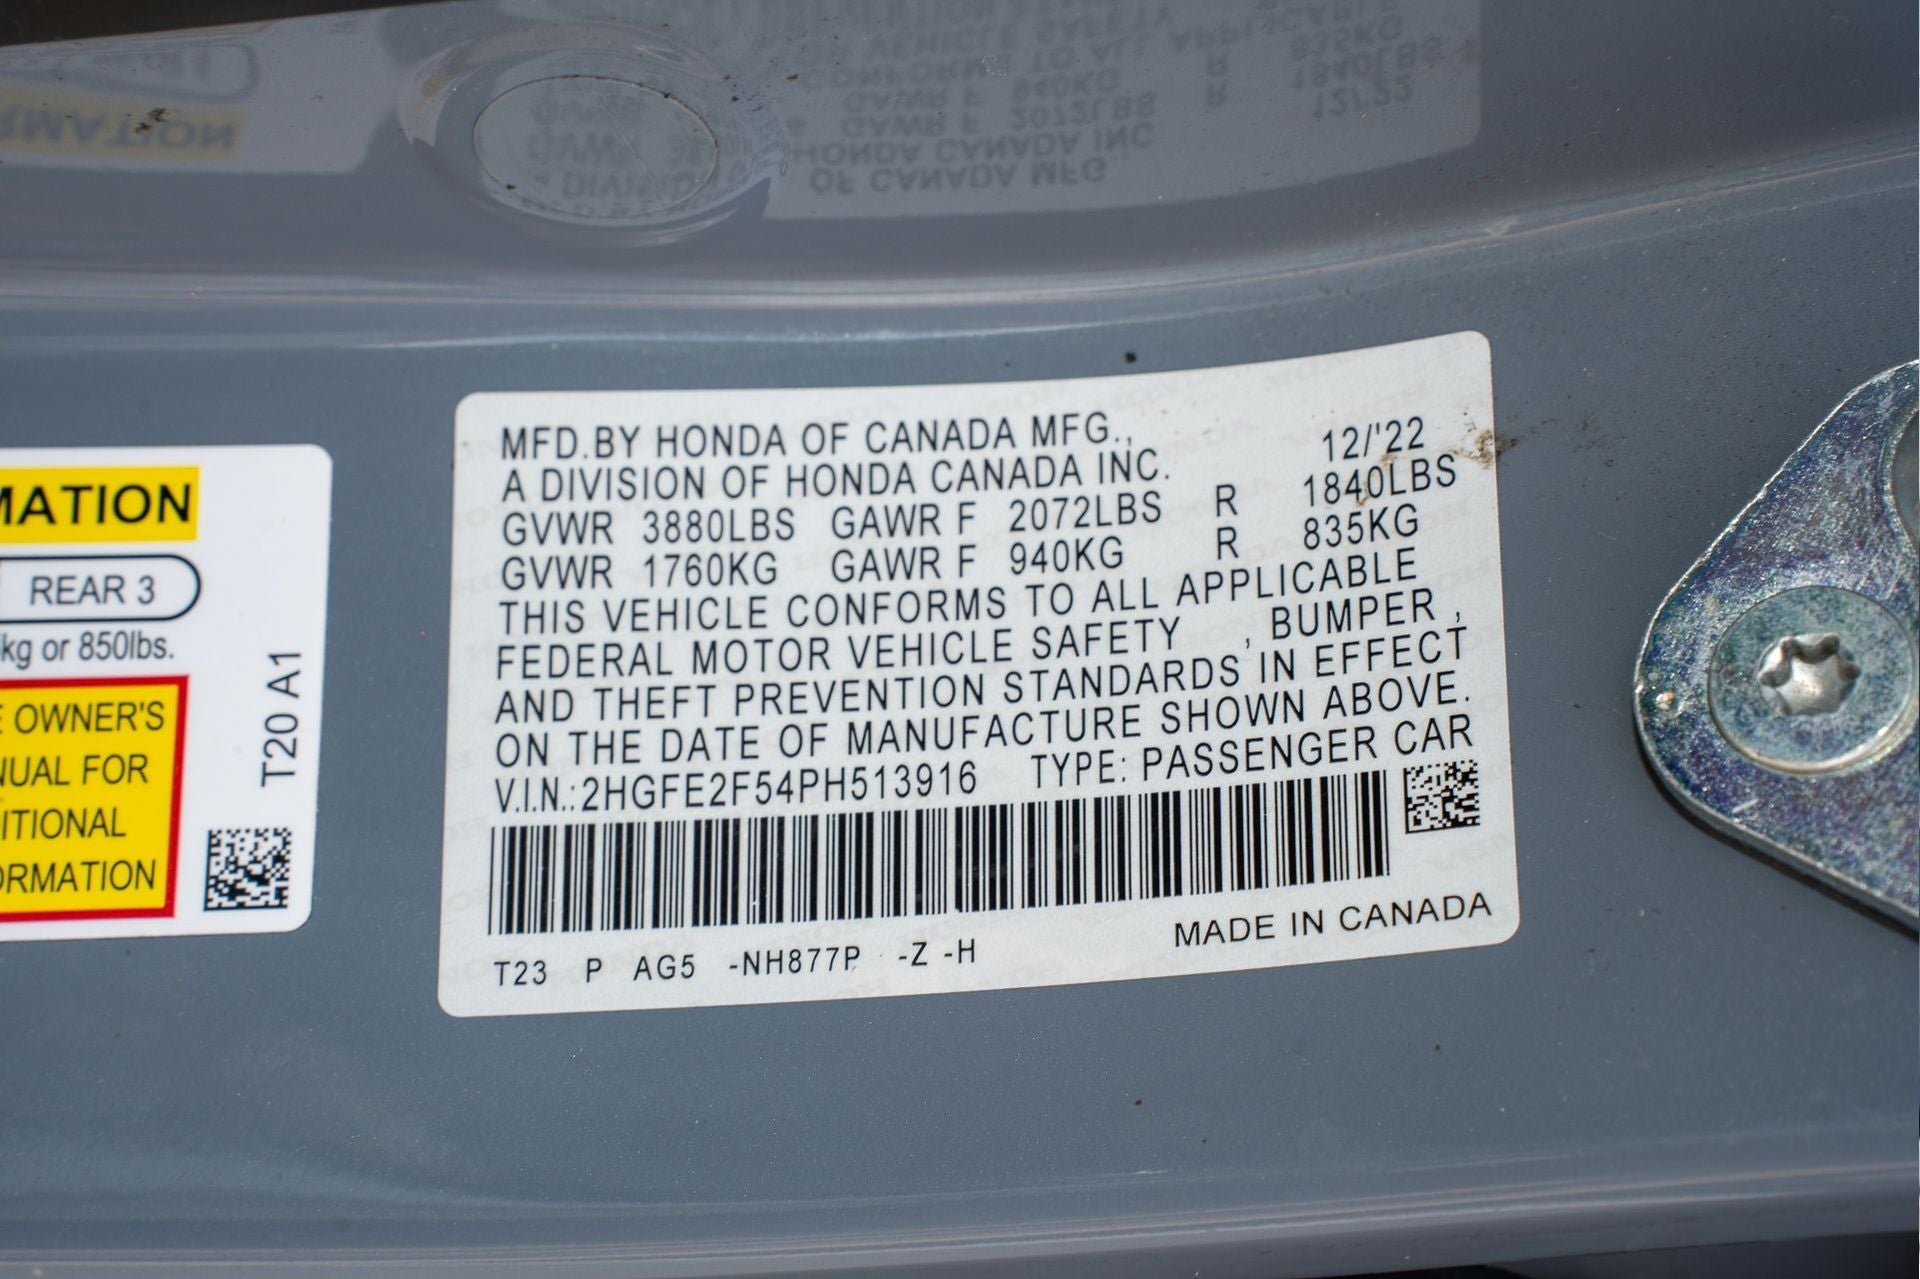 MATION
REAR 3
kg or 850lbs.
OWNER'S
UAL FOR
ITIONAL
ORMATION
T20 A1
MFD.BY HONDA OF CANADA MFG.,
A DIVISION OF HONDA CANADA INC. 12/'22
GVWR 3880LBS GAWR F 2072LBS R 1840LBS
GVWR 1760KG GAWR F 940KG R 835KG
THIS VEHICLE CONFORMS TO ALL APPLICABLE
FEDERAL MOTOR VEHICLE SAFETY , BUMPER ,
AND THEFT PREVENTION STANDARDS IN EFFECT
ON THE DATE OF MANUFACTURE SHOWN ABOVE.
V.I.N.:2HGFE2F54PH513916 TYPE: PASSENGER CAR
MADE IN CANADA
T23 P AG5 -NH877P -Z -H